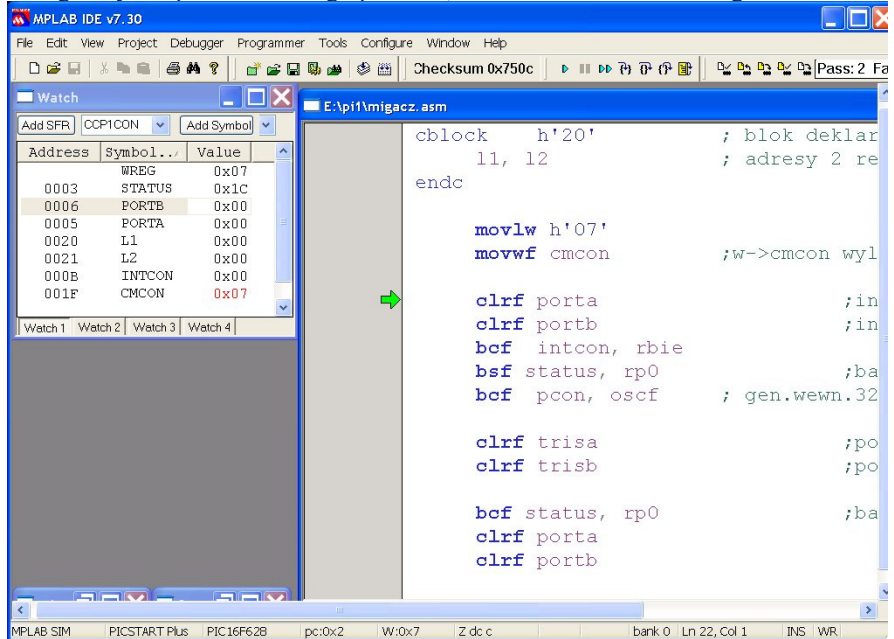 MPLAB IDE v7.30
File Edit View Project Debugger Programmer Tools Configure Window Help
Checksum 0x750c Pass: 2 Fa
Watch
Add SFR CCP1CON Add Symbol
Address Symbol... Value
WREG 0x07
0003 STATUS 0x1C
0006 PORTB 0x00
0005 PORTA 0x00
0020 L1 0x00
0021 L2 0x00
000B INTCON 0x00
001F CMCON 0x07
Watch 1 Watch 2 Watch 3 Watch 4
E:\pi1\migacz.asm
cblock h'20' ; blok deklar
l1, l2 ; adresy 2 re
endc
movlw h'07'
movwf cmcon ;w->cmcon wyl
clrf porta ;in
clrf portb ;in
bcf intcon, rbie
bsf status, rp0 ;ba
bcf pcon, oscf ; gen.wewn.32
clrf trisa ;po
clrf trisb ;po
bcf status, rp0 ;ba
clrf porta
clrf portb
MPLAB SIM PICSTART Plus PIC16F628 pc:0x2 W:0x7 Z dc c bank 0 Ln 22, Col 1 INS WR